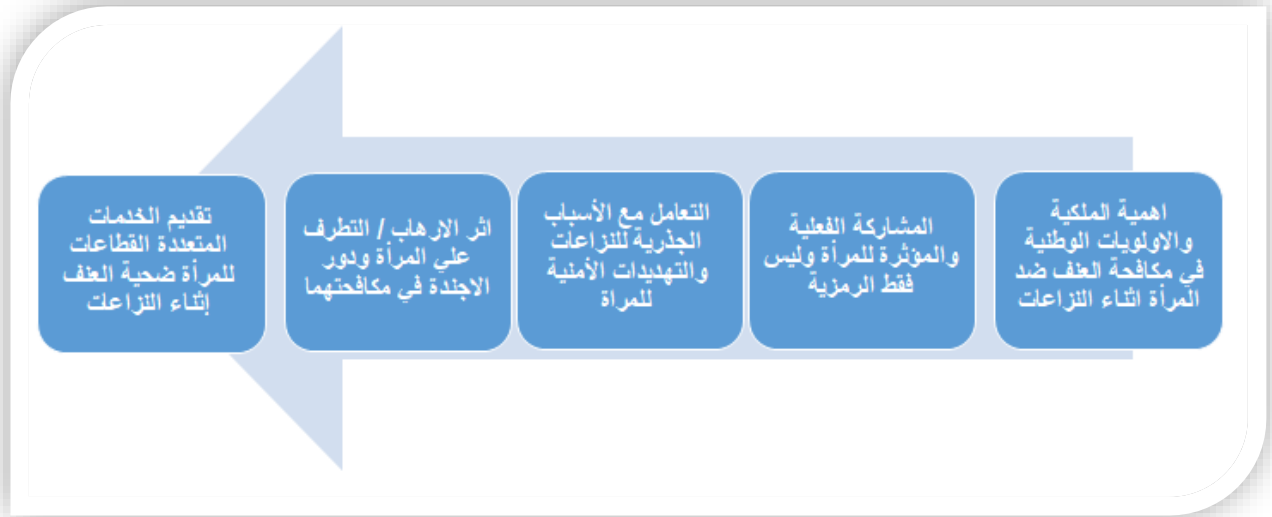 اهمية الملكية
والاولويات الوطنية
في مكافحة العنف ضد
المرأة اثناء النزاعات
المشاركة الفعلية
والمؤثرة للمرأة وليس
فقط الرمزية
التعامل مع الأسباب
الجذرية للنزاعات
والتهديدات الأمنية
للمراة
اثر الارهاب / التطرف
علي المرأة ودور
الاجندة في مكافحتهما
تقديم الخدمات
المتعددة القطاعات
للمرأة ضحية العنف
إثناء النزاعات